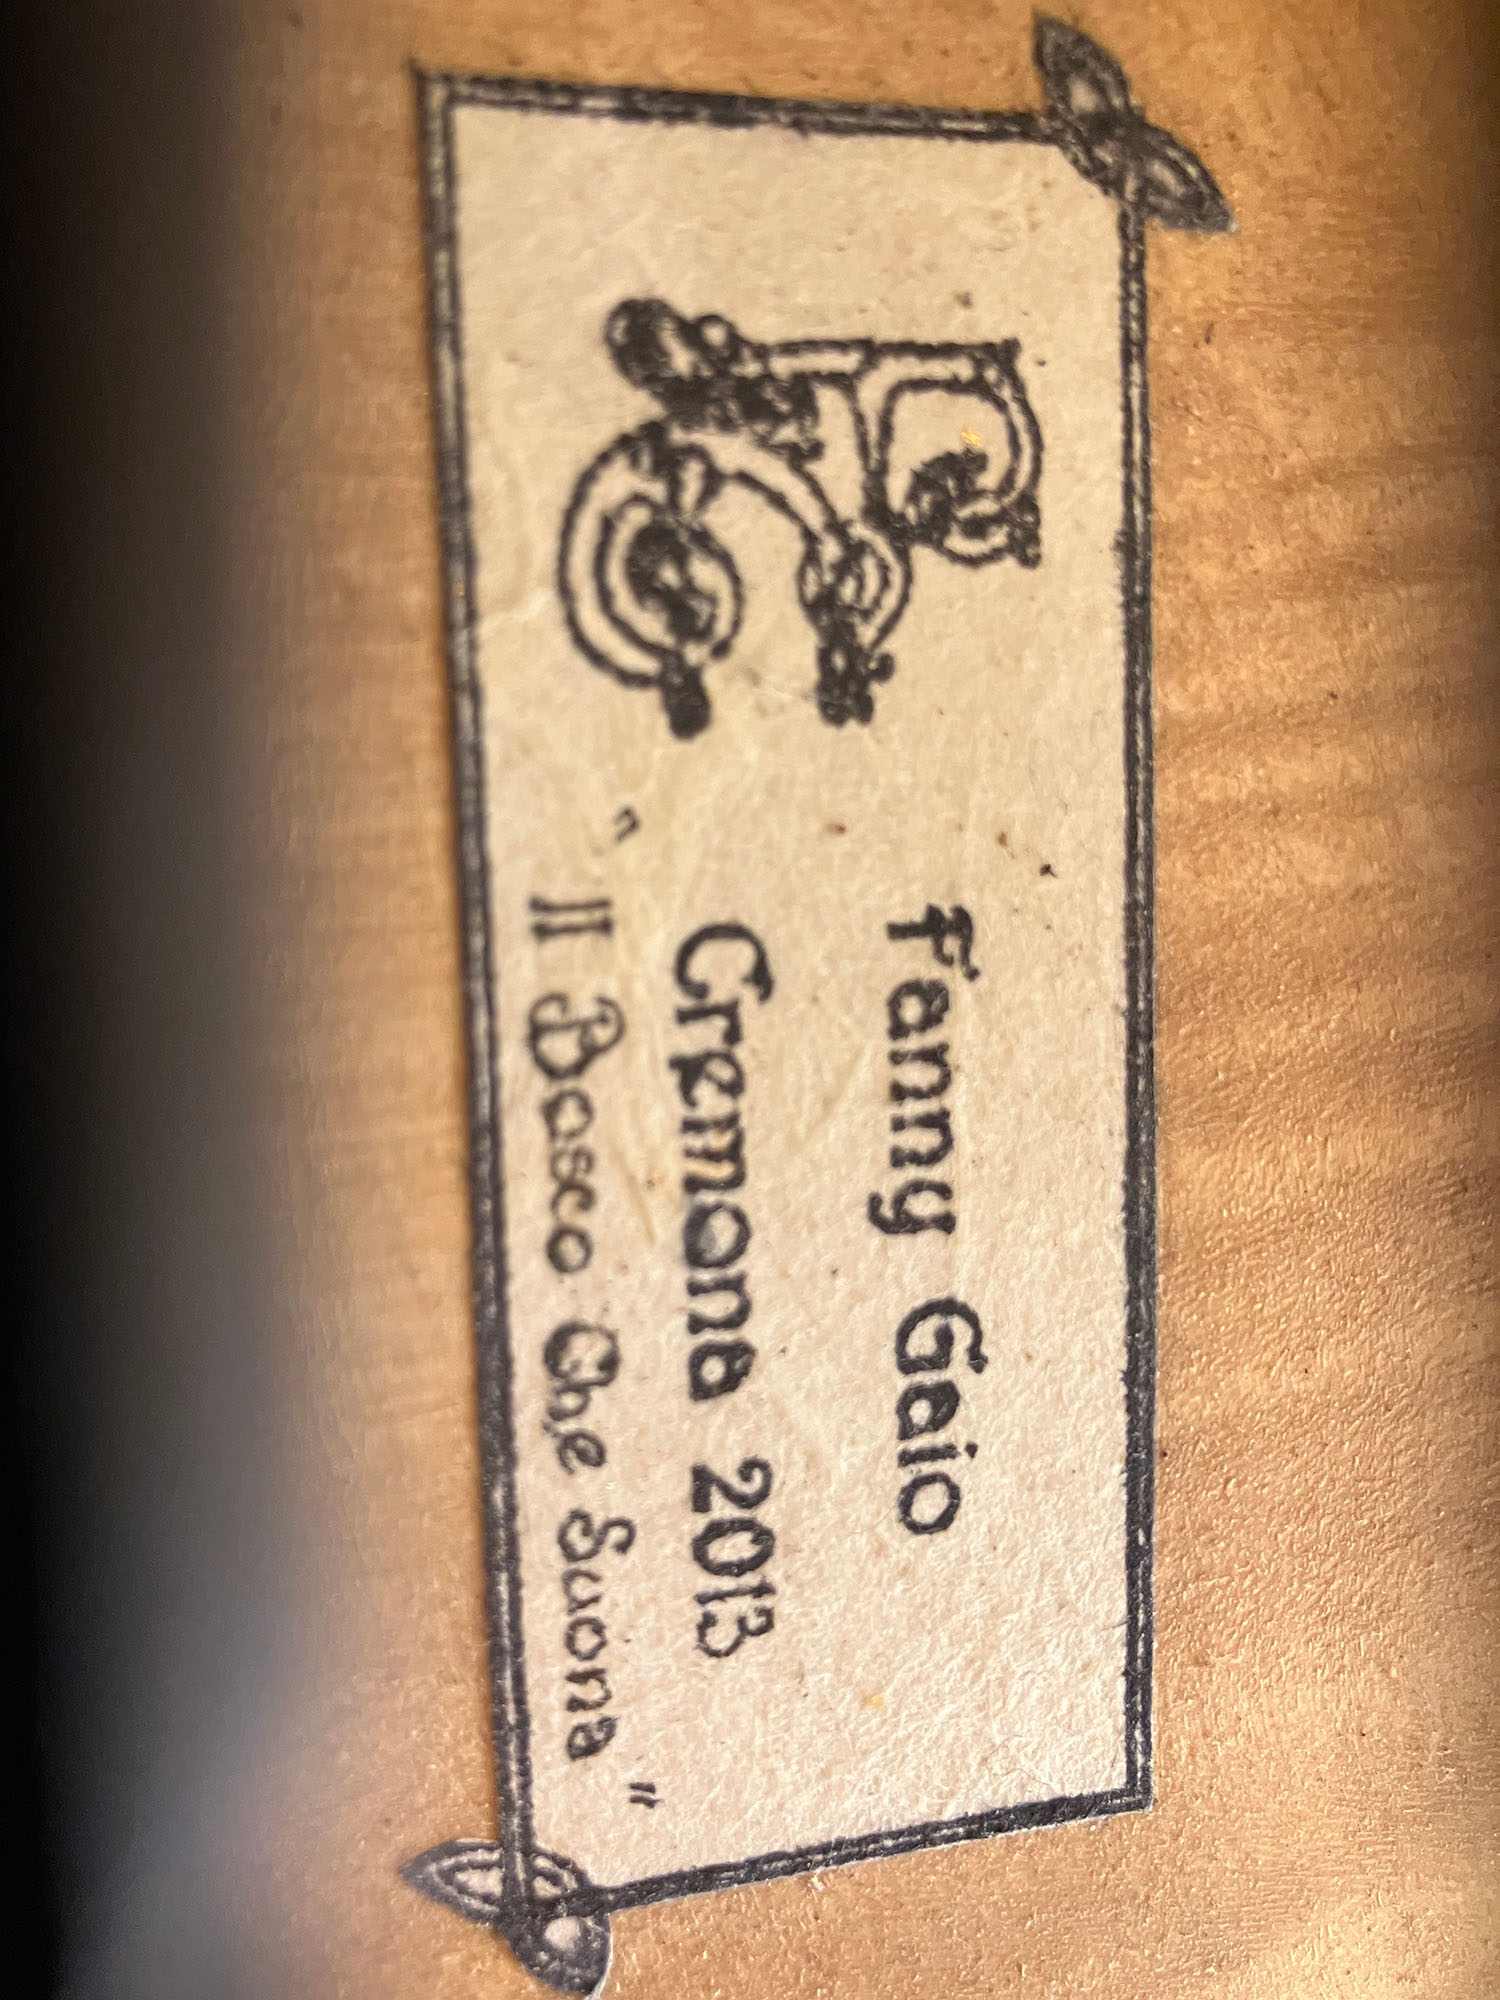 Fanny Gaio
Cremona 2013
"Il Bosco Che Suona"